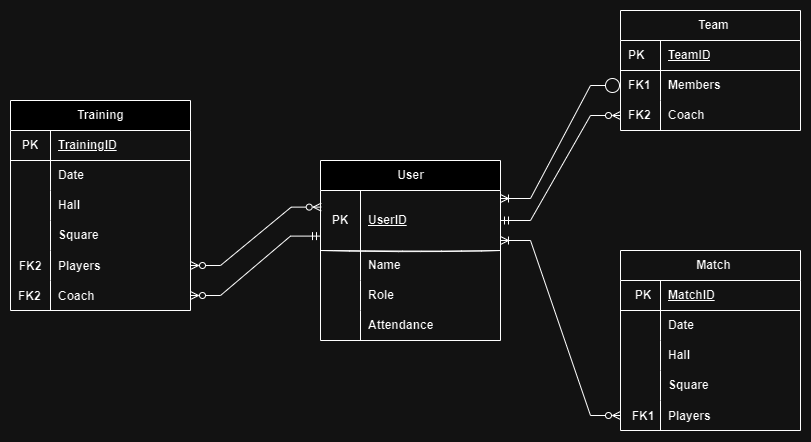 Team
PK TeamID
FK1 Members
FK2 Coach
Training
PK TrainingID
Date
Hall
Square
FK2 Players
FK2 Coach
User
PK UserID
Name
Role
Attendance
Match
PK MatchID
Date
Hall
Square
FK1 Players